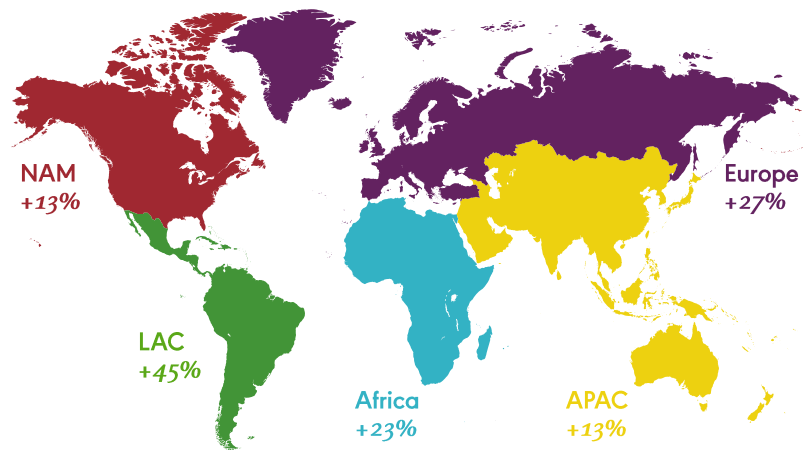 NAM
+13%
Europe
+27%
LAC
+45%
Africa
+23%
APAC
+13%